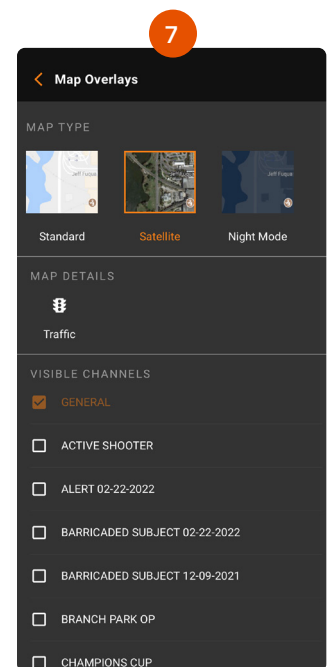 7
Map Overlays
MAP TYPE
Jeff Fuqua
Jeff Fuqua
Standard
Satellite
Night Mode
MAP DETAILS
Traffic
VISIBLE CHANNELS
GENERAL
ACTIVE SHOOTER
ALERT 02-22-2022
BARRICADED SUBJECT 02-22-2022
BARRICADED SUBJECT 12-09-2021
BRANCH PARK OP
CHAMPIONS CUP